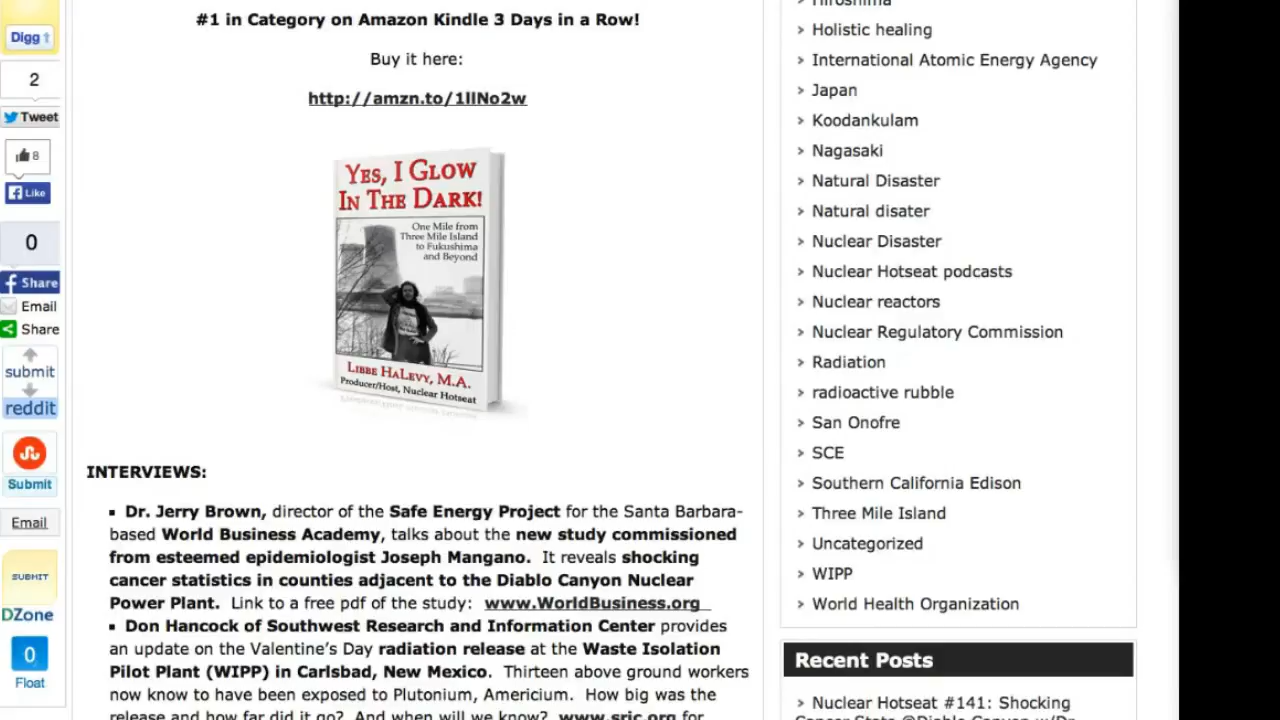 Digg
2
Tweet
8
Like
0
Share
Email
Share
submit
reddit
Submit
Email
SUBMIT
DZone
0
Float
#1 in Category on Amazon Kindle 3 Days in a Row!
Buy it here:
http://amzn.to/1llNo2w
YES, I GLOW
IN THE DARK!
One Mile from
Three Mile Island
to Fukushima
and Beyond
LIBBE HALEVY, M.A.
Producer/Host, Nuclear Hotseat
INTERVIEWS:
Dr. Jerry Brown, director of the Safe Energy Project for the Santa Barbara-
based World Business Academy, talks about the new study commissioned
from esteemed epidemiologist Joseph Mangano. It reveals shocking
cancer statistics in counties adjacent to the Diablo Canyon Nuclear
Power Plant. Link to a free pdf of the study: www.WorldBusiness.org
Don Hancock of Southwest Research and Information Center provides
an update on the Valentine's Day radiation release at the Waste Isolation
Pilot Plant (WIPP) in Carlsbad, New Mexico. Thirteen above ground workers
now know to have been exposed to Plutonium, Americium. How big was the
release and how far did it go? And when will we know? www.sric.org for
Hiroshima
Holistic healing
International Atomic Energy Agency
Japan
Koodankulam
Nagasaki
Natural Disaster
Natural disater
Nuclear Disaster
Nuclear Hotseat podcasts
Nuclear reactors
Nuclear Regulatory Commission
Radiation
radioactive rubble
San Onofre
SCE
Southern California Edison
Three Mile Island
Uncategorized
WIPP
World Health Organization
Recent Posts
Nuclear Hotseat #141: Shocking
Cancer Stats @Diablo Canyon w/Dr.